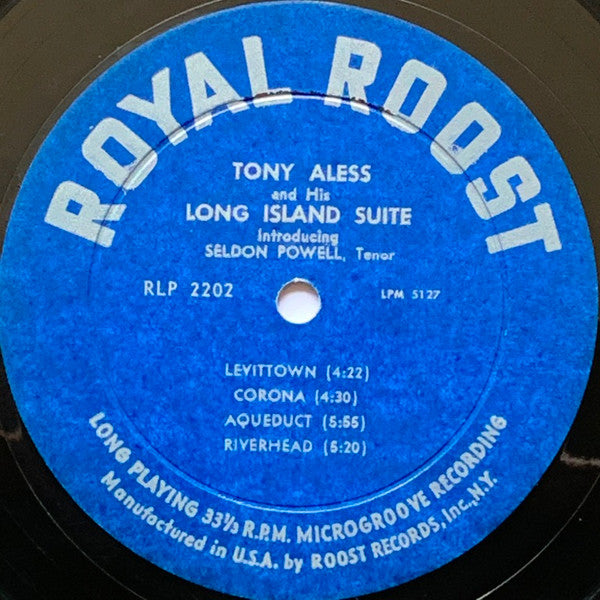 ROYAL ROOST
TONY ALESS
and His
LONG ISLAND SUITE
Introducing
SELDON POWELL, Tenor
RLP 2202
LPM 5127
LEVITTOWN (4:22)
CORONA (4:30)
AQUEDUCT (5:55)
RIVERHEAD (5:20)
LONG PLAYING 33⅓ R.P.M. MICROGROOVE RECORDING
Manufactured in U.S.A. by ROOST RECORDS, Inc., N.Y.